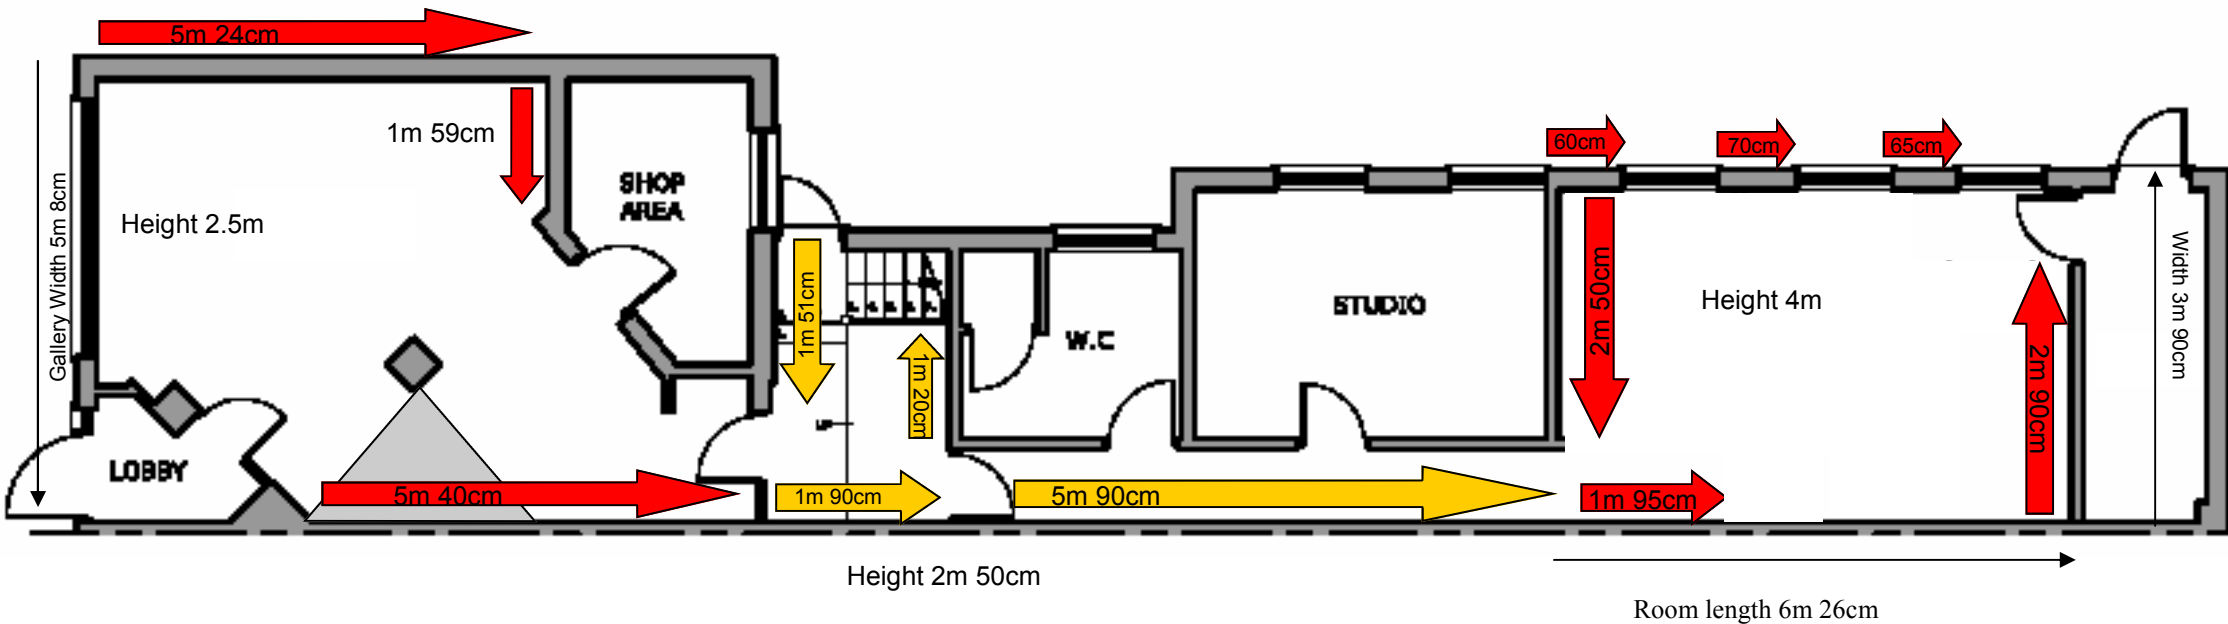 5m 24cm
1m 59cm
Gallery Width 5m 8cm
Height 2.5m
SHOP
AREA
LOBBY
5m 40cm
1m 51cm
1m 20cm
UP
1m 90cm
W.C
STUDIO
5m 90cm
60cm
70cm
65cm
2m 50cm
Height 4m
1m 95cm
2m 90cm
Width 3m 90cm
Height 2m 50cm
Room length 6m 26cm